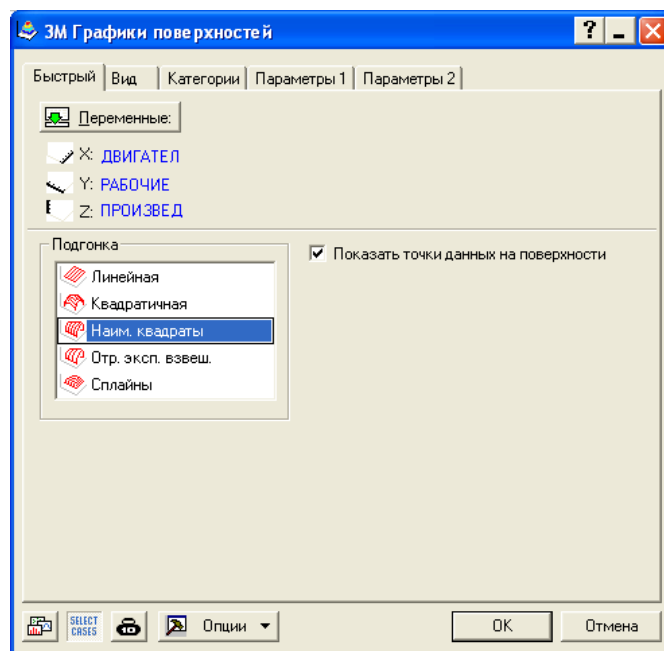 3М Графики поверхностей
Быстрый Вид Категории Параметры 1 Параметры 2
Переменные:
X: ДВИГАТЕЛ
Y: РАБОЧИЕ
Z: ПРОИЗВЕД
Подгонка
Показать точки данных на поверхности
Линейная
Квадратичная
Наим. квадраты
Отр. эксп. взвеш.
Сплайны
SELECT CASES
Опции
OK
Отмена